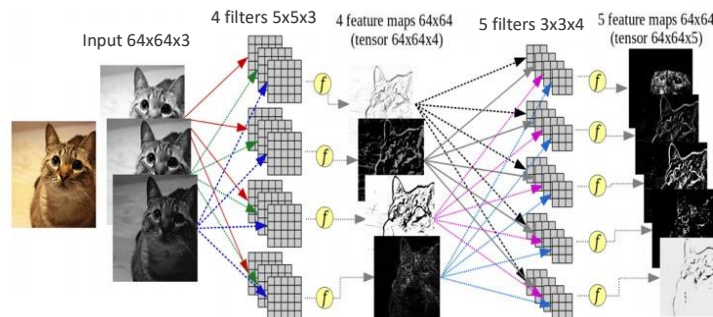 Input 64x64x3
4 filters 5x5x3
4 feature maps 64x64
(tensor 64x64x4)
5 filters 3x3x4
5 feature maps 64x64
(tensor 64x64x5)
f
f
f
f
f
f
f
f
f